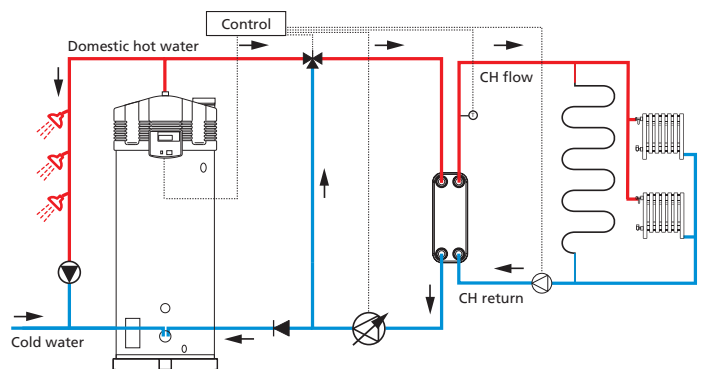 Control
Domestic hot water
CH flow
T
CH return
Cold water